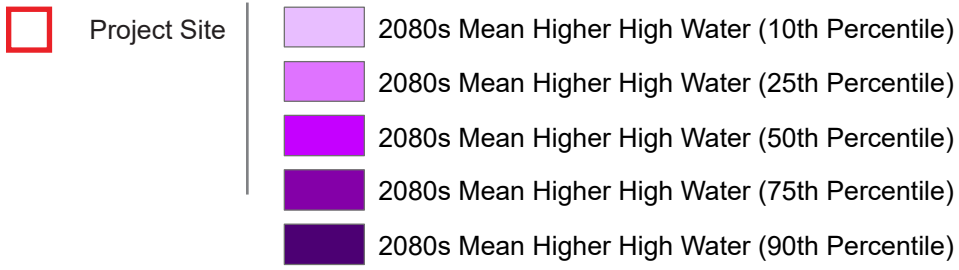 Project Site
2080s Mean Higher High Water (10th Percentile)
2080s Mean Higher High Water (25th Percentile)
2080s Mean Higher High Water (50th Percentile)
2080s Mean Higher High Water (75th Percentile)
2080s Mean Higher High Water (90th Percentile)